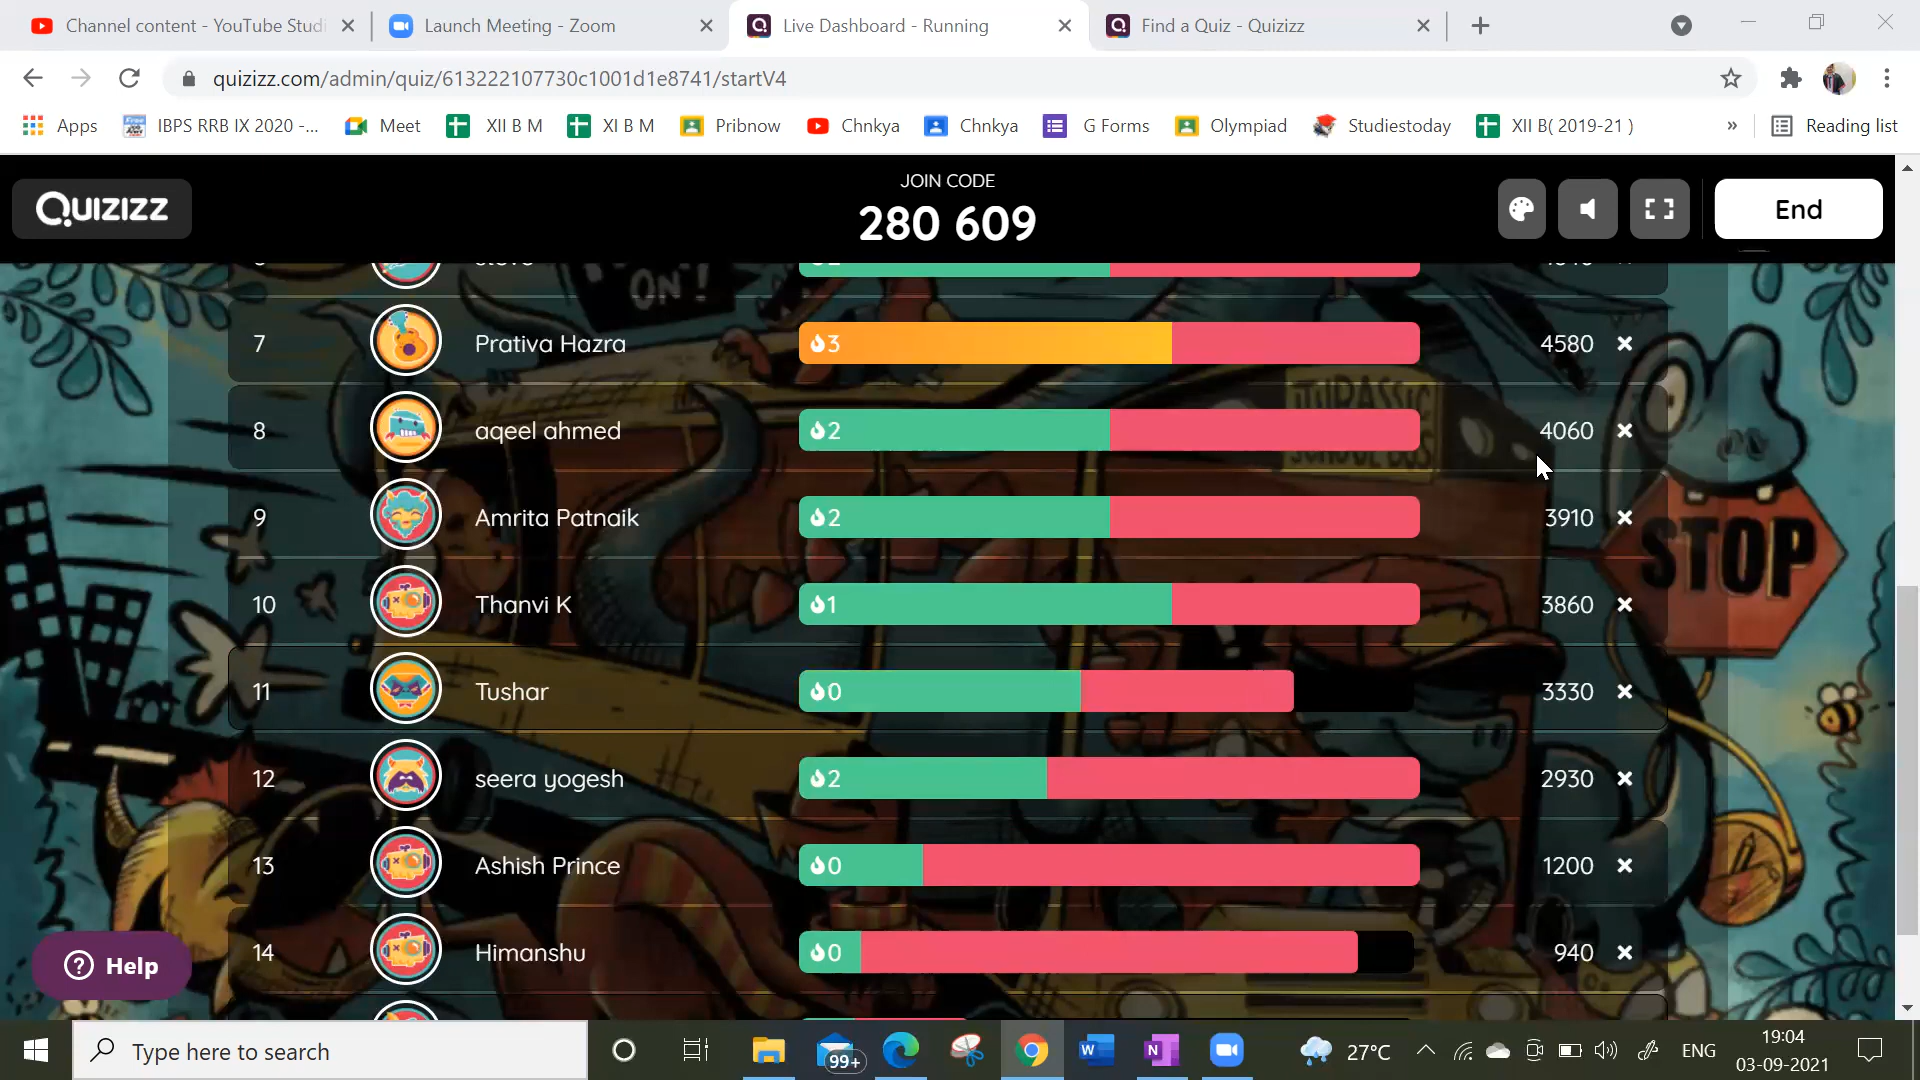 Channel content - YouTube Studi
Launch Meeting - Zoom
Live Dashboard - Running
Find a Quiz - Quizizz
quizizz.com/admin/quiz/613222107730c1001d1e8741/startV4
Apps
IBPS RRB IX 2020 -...
Meet
XII B M
XI B M
Pribnow
Chnkya
Chnkya
G Forms
Olympiad
Studiestoday
XII B( 2019-21 )
»
Reading list
Quizizz
JOIN CODE
280 609
End
ON!
7 Prativa Hazra 3 4580
8 aqeel ahmed 2 4060
9 Amrita Patnaik 2 3910
10 Thanvi K 1 3860
11 Tushar 0 3330
12 seera yogesh 2 2930
13 Ashish Prince 0 1200
14 Himanshu 0 940
STOP
Help
Type here to search
99+
27°C
ENG
19:04
03-09-2021